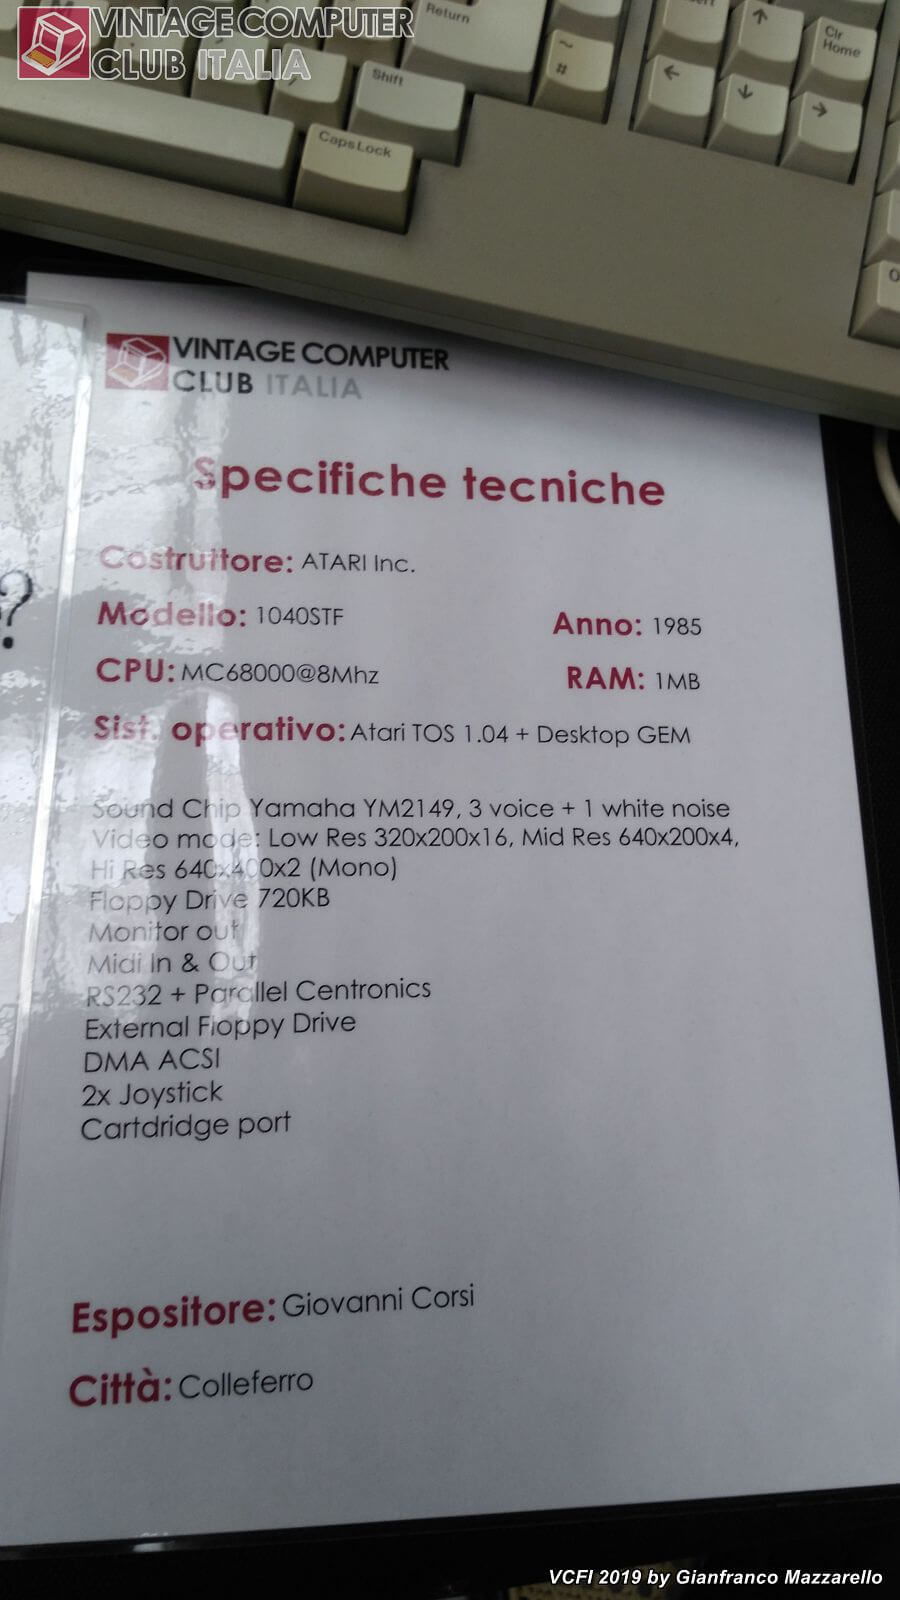 VINTAGE COMPUTER
CLUB ITALIA
Return
Shift
CapsLock
~
#
Clr
Home
VINTAGE COMPUTER
CLUB ITALIA
Specifiche tecniche
Costruttore: ATARI Inc.
Modello: 1040STF Anno: 1985
CPU: MC68000@8Mhz RAM: 1MB
Sist. operativo: Atari TOS 1.04 + Desktop GEM
Sound Chip Yamaha YM2149, 3 voice + 1 white noise
Video mode: Low Res 320x200x16, Mid Res 640x200x4,
Hi Res 640x400x2 (Mono)
Floppy Drive 720KB
Monitor out
Midi In & Out
RS232 + Parallel Centronics
External Floppy Drive
DMA ACSI
2x Joystick
Cartdridge port
Espositore: Giovanni Corsi
Città: Colleferro
?
VCFI 2019 by Gianfranco Mazzarello